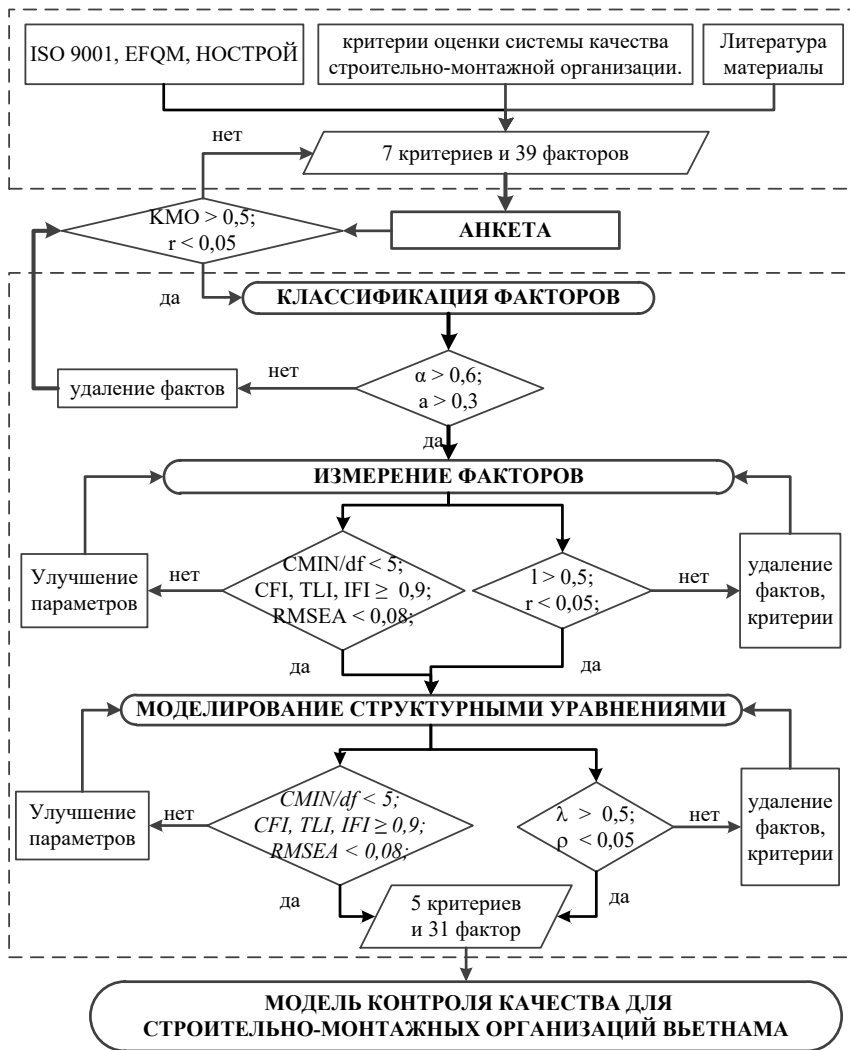 ISO 9001, EFQM, НОСТРОЙ
критерии оценки системы качества
строительно-монтажной организации.
Литература
материалы
нет
7 критериев и 39 факторов
KMO > 0,5;
r < 0,05
АНКЕТА
да
КЛАССИФИКАЦИЯ ФАКТОРОВ
удаление фактов
нет
α > 0,6;
a > 0.3
да
ИЗМЕРЕНИЕ ФАКТОРОВ
Улучшение
параметров
нет
CMIN/df < 5;
CFI, TLI, IFI ≥ 0,9;
RMSEA < 0,08;
l > 0,5;
r < 0,05;
нет
удаление
фактов,
критерии
да
да
МОДЕЛИРОВАНИЕ СТРУКТУРНЫМИ УРАВНЕНИЯМИ
Улучшение
параметров
нет
CMIN/df < 5;
CFI, TLI, IFI ≥ 0,9;
RMSEA < 0,08;
λ > 0,5;
ρ < 0,05
нет
удаление
фактов,
критерии
да
да
5 критериев
и 31 фактор
МОДЕЛЬ КОНТРОЛЯ КАЧЕСТВА ДЛЯ
СТРОИТЕЛЬНО-МОНТАЖНЫХ ОРГАНИЗАЦИЙ ВЬЕТНАМА